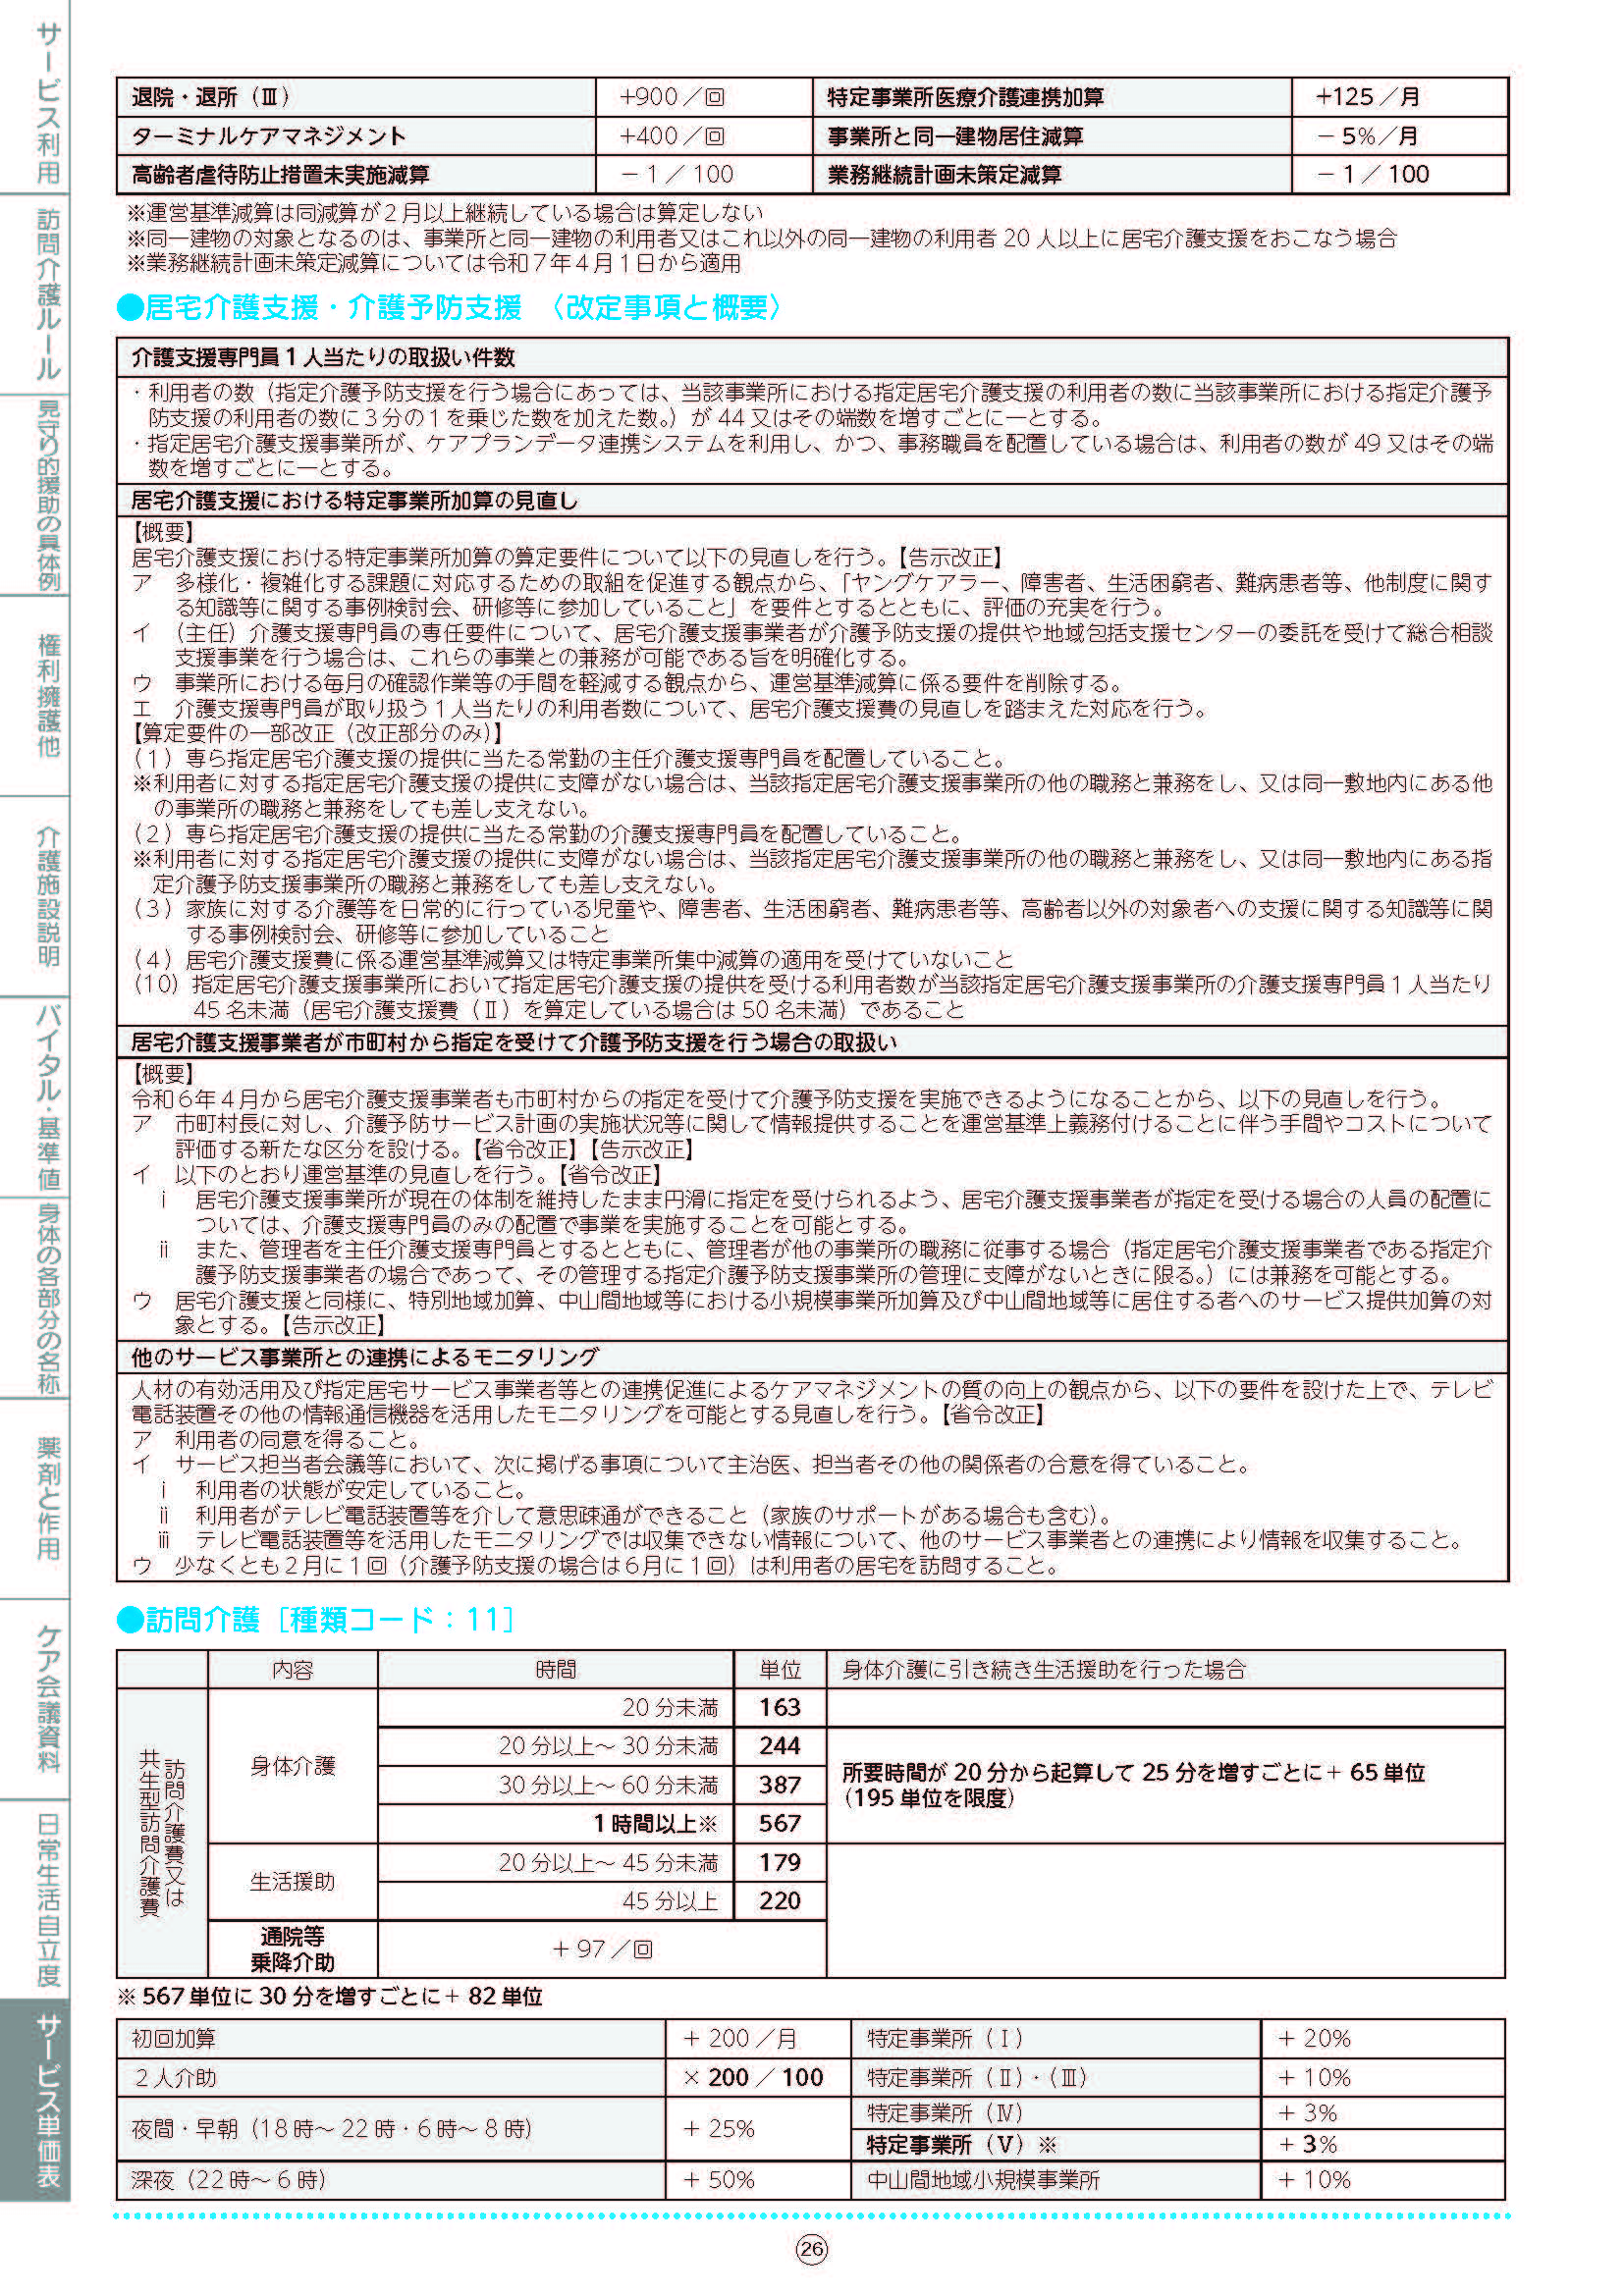 サービス利用
訪問介護ルール
見守り的援助の具体例
権利擁護他
介護施設説明
バイタル・基準値
身体の各部分の名称
薬剤と作用
ケア会議資料
日常生活自立度
サービス単価表
退院・退所（Ⅲ） +900／回 特定事業所医療介護連携加算 +125／月
ターミナルケアマネジメント +400／回 事業所と同一建物居住減算 － 5%／月
高齢者虐待防止措置未実施減算 － 1 ／ 100 業務継続計画未策定減算 － 1 ／ 100
※運営基準減算は同減算が２月以上継続している場合は算定しない
※同一建物の対象となるのは、事業所と同一建物の利用者又はこれ以外の同一建物の利用者 20 人以上に居宅介護支援をおこなう場合
※業務継続計画未策定減算については令和７年４月１日から適用
●居宅介護支援・介護予防支援 〈改定事項と概要〉
介護支援専門員１人当たりの取扱い件数
・利用者の数（指定介護予防支援を行う場合にあっては、当該事業所における指定居宅介護支援の利用者の数に当該事業所における指定介護予
防支援の利用者の数に３分の１を乗じた数を加えた数。）が 44 又はその端数を増すごとに一とする。
・指定居宅介護支援事業所が、ケアプランデータ連携システムを利用し、かつ、事務職員を配置している場合は、利用者の数が 49 又はその端
数を増すごとに一とする。
居宅介護支援における特定事業所加算の見直し
【概要】
居宅介護支援における特定事業所加算の算定要件について以下の見直しを行う。【告示改正】
ア 多様化・複雑化する課題に対応するための取組を促進する観点から、「ヤングケアラー、障害者、生活困窮者、難病患者等、他制度に関す
る知識等に関する事例検討会、研修等に参加していること」を要件とするとともに、評価の充実を行う。
イ （主任）介護支援専門員の専任要件について、居宅介護支援事業者が介護予防支援の提供や地域包括支援センターの委託を受けて総合相談
支援事業を行う場合は、これらの事業との兼務が可能である旨を明確化する。
ウ 事業所における毎月の確認作業等の手間を軽減する観点から、運営基準減算に係る要件を削除する。
エ 介護支援専門員が取り扱う１人当たりの利用者数について、居宅介護支援費の見直しを踏まえた対応を行う。
【算定要件の一部改正（改正部分のみ）】
（１）専ら指定居宅介護支援の提供に当たる常勤の主任介護支援専門員を配置していること。
※利用者に対する指定居宅介護支援の提供に支障がない場合は、当該指定居宅介護支援事業所の他の職務と兼務をし、又は同一敷地内にある他
の事業所の職務と兼務をしても差し支えない。
（２）専ら指定居宅介護支援の提供に当たる常勤の介護支援専門員を配置していること。
※利用者に対する指定居宅介護支援の提供に支障がない場合は、当該指定居宅介護支援事業所の他の職務と兼務をし、又は同一敷地内にある指
定介護予防支援事業所の職務と兼務をしても差し支えない。
（３）家族に対する介護等を日常的に行っている児童や、障害者、生活困窮者、難病患者等、高齢者以外の対象者への支援に関する知識等に関
する事例検討会、研修等に参加していること
（４）居宅介護支援費に係る運営基準減算又は特定事業所集中減算の適用を受けていないこと
（10）指定居宅介護支援事業所において指定居宅介護支援の提供を受ける利用者数が当該指定居宅介護支援事業所の介護支援専門員１人当たり
45 名未満（居宅介護支援費（Ⅱ）を算定している場合は 50 名未満）であること
居宅介護支援事業者が市町村から指定を受けて介護予防支援を行う場合の取扱い
【概要】
令和６年４月から居宅介護支援事業者も市町村からの指定を受けて介護予防支援を実施できるようになることから、以下の見直しを行う。
ア 市町村長に対し、介護予防サービス計画の実施状況等に関して情報提供することを運営基準上義務付けることに伴う手間やコストについて
評価する新たな区分を設ける。【省令改正】【告示改正】
イ 以下のとおり運営基準の見直しを行う。【省令改正】
ⅰ 居宅介護支援事業所が現在の体制を維持したまま円滑に指定を受けられるよう、居宅介護支援事業者が指定を受ける場合の人員の配置に
ついては、介護支援専門員のみの配置で事業を実施することを可能とする。
ⅱ また、管理者を主任介護支援専門員とするとともに、管理者が他の事業所の職務に従事する場合（指定居宅介護支援事業者である指定介
護予防支援事業者の場合であって、その管理する指定介護予防支援事業所の管理に支障がないときに限る。）には兼務を可能とする。
ウ 居宅介護支援と同様に、特別地域加算、中山間地域等における小規模事業所加算及び中山間地域等に居住する者へのサービス提供加算の対
象とする。【告示改正】
他のサービス事業所との連携によるモニタリング
人材の有効活用及び指定居宅サービス事業者等との連携促進によるケアマネジメントの質の向上の観点から、以下の要件を設けた上で、テレビ
電話装置その他の情報通信機器を活用したモニタリングを可能とする見直しを行う。【省令改正】
ア 利用者の同意を得ること。
イ サービス担当者会議等において、次に掲げる事項について主治医、担当者その他の関係者の合意を得ていること。
ⅰ 利用者の状態が安定していること。
ⅱ 利用者がテレビ電話装置等を介して意思疎通ができること（家族のサポートがある場合も含む）。
ⅲ テレビ電話装置等を活用したモニタリングでは収集できない情報について、他のサービス事業者との連携により情報を収集すること。
ウ 少なくとも２月に１回（介護予防支援の場合は６月に１回）は利用者の居宅を訪問すること。
●訪問介護［種類コード：11］
内容 時間 単位 身体介護に引き続き生活援助を行った場合
訪問介護費又は
共生型訪問介護費
身体介護
20 分未満 163
20 分以上～ 30 分未満 244
30 分以上～ 60 分未満 387
１時間以上※ 567
所要時間が 20 分から起算して 25 分を増すごとに＋ 65 単位
（195 単位を限度）
生活援助
20 分以上～ 45 分未満 179
45 分以上 220
通院等
乗降介助
＋ 97 ／回
※ 567 単位に 30 分を増すごとに＋ 82 単位
初回加算 ＋ 200 ／月 特定事業所（Ⅰ） ＋ 20%
２人介助 × 200 ／ 100 特定事業所（Ⅱ）・（Ⅲ） ＋ 10%
夜間・早朝（18 時～ 22 時・６時～８時） ＋ 25% 特定事業所（Ⅳ） ＋ 3%
特定事業所（Ⅴ）※ ＋ 3%
深夜（22 時～６時） ＋ 50% 中山間地域小規模事業所 ＋ 10%
26